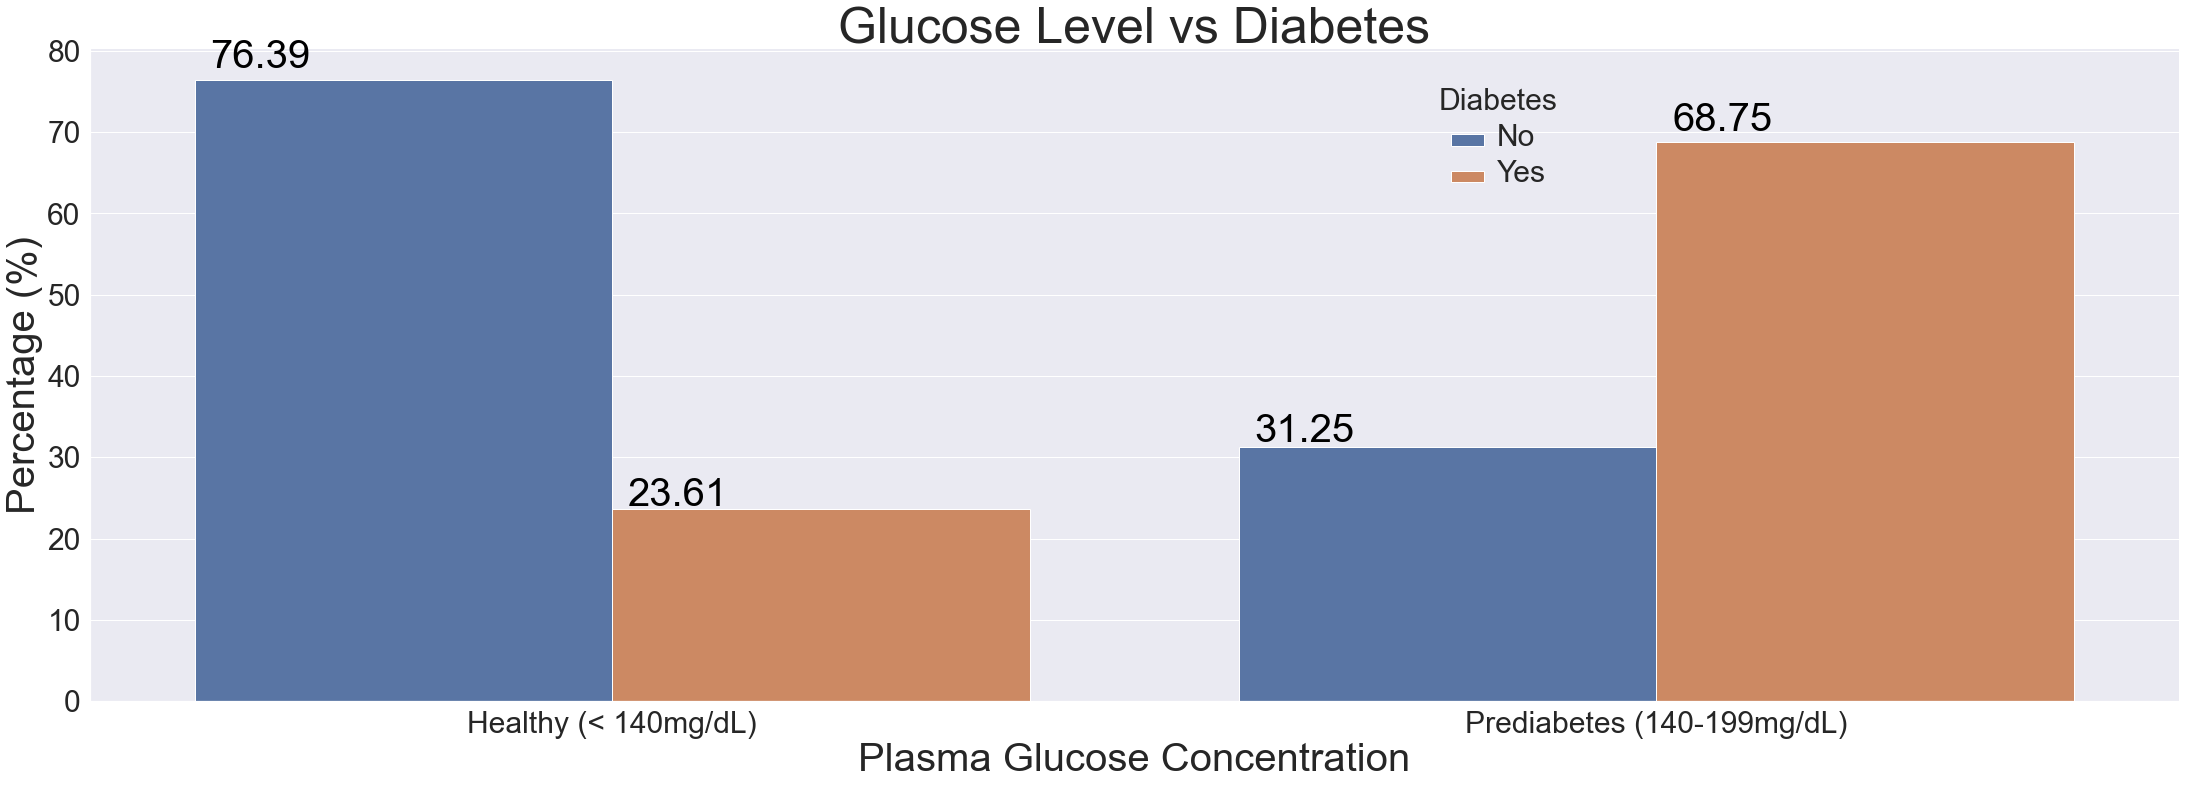 Glucose Level vs Diabetes
Percentage (%)
80
70
60
50
40
30
20
10
0
76.39
23.61
31.25
68.75
Diabetes
No
Yes
Healthy (< 140mg/dL)
Prediabetes (140-199mg/dL)
Plasma Glucose Concentration